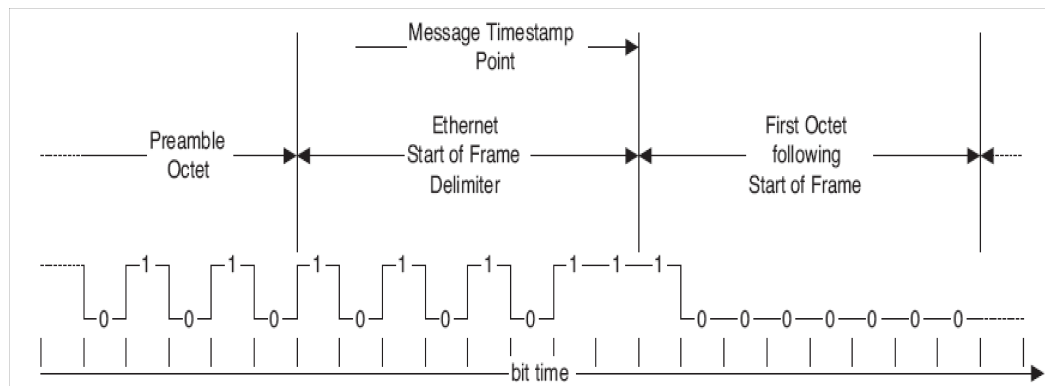 Message Timestamp
Point
Preamble
Octet
Ethernet
Start of Frame
Delimiter
First Octet
following
Start of Frame
1 1 1 1 1 1 1 1
0 0 0 0 0 0 0 0 0 0 0 0 0
bit time